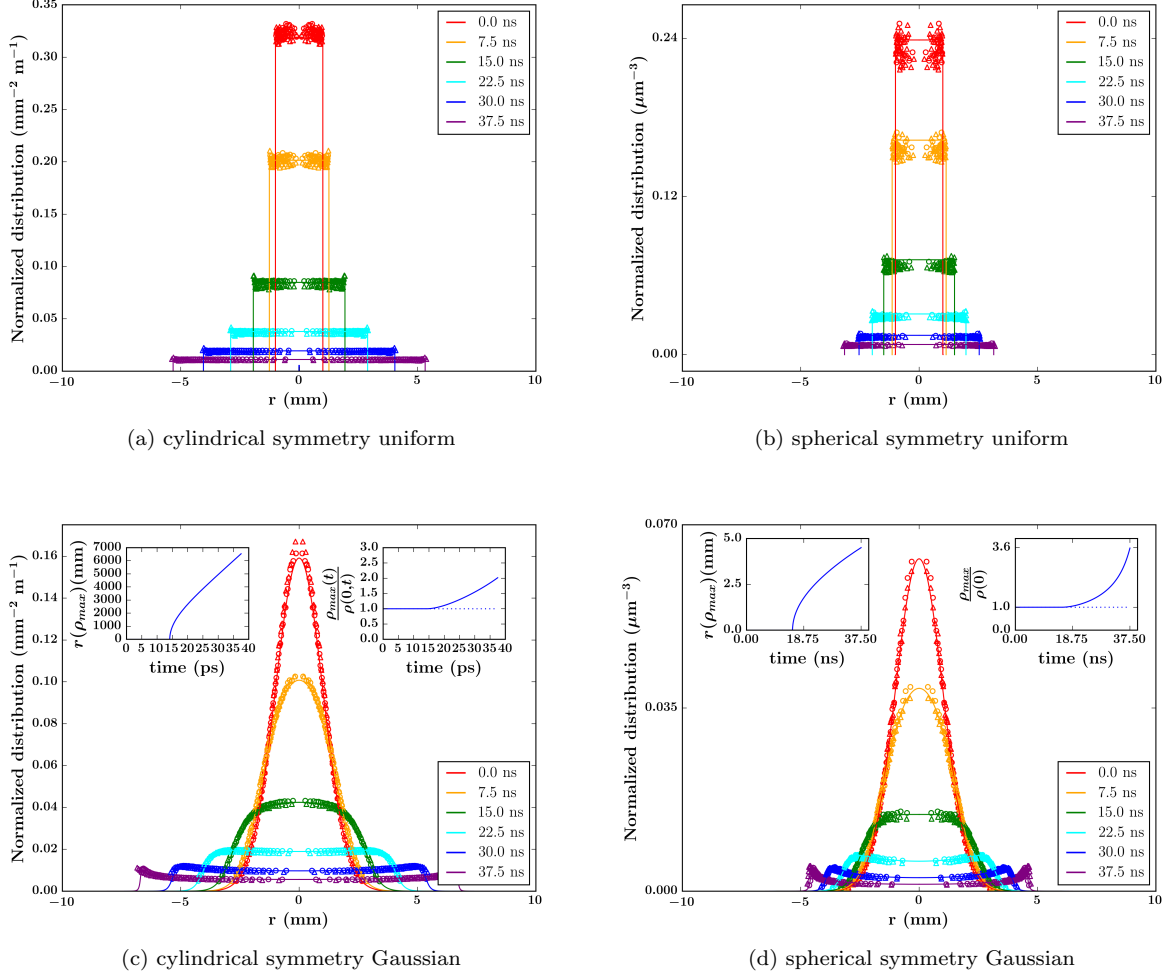 0.35
0.30
0.25
0.20
0.15
0.10
0.05
0.00
Normalized distribution (mm⁻² m⁻¹)
−10
−5
0
5
10
r (mm)
0.0 ns
7.5 ns
15.0 ns
22.5 ns
30.0 ns
37.5 ns
(a) cylindrical symmetry uniform
0.24
0.12
0.00
Normalized distribution (μm⁻³)
−10
−5
0
5
10
r (mm)
0.0 ns
7.5 ns
15.0 ns
22.5 ns
30.0 ns
37.5 ns
(b) spherical symmetry uniform
0.16
0.14
0.12
0.10
0.08
0.06
0.04
0.02
0.00
Normalized distribution (mm⁻² m⁻¹)
−10
−5
0
5
10
r (mm)
7000
6000
5000
4000
3000
2000
1000
0
r(ρmax)(mm)
0 5 10 15 20 25 30 35 40
time (ps)
3.0
2.5
2.0
1.5
1.0
0.5
0.0
ρmax(t)
ρ(0,t)
0 5 10 15 20 25 30 35 40
time (ps)
0.0 ns
7.5 ns
15.0 ns
22.5 ns
30.0 ns
37.5 ns
(c) cylindrical symmetry Gaussian
0.070
0.035
0.000
Normalized distribution (μm⁻³)
−10
−5
0
5
10
r (mm)
5.0
2.5
0.0
r(ρmax)(mm)
0.00 18.75 37.50
time (ns)
3.6
1.0
0.0
ρmax
ρ(0)
0.00 18.75 37.50
time (ns)
0.0 ns
7.5 ns
15.0 ns
22.5 ns
30.0 ns
37.5 ns
(d) spherical symmetry Gaussian